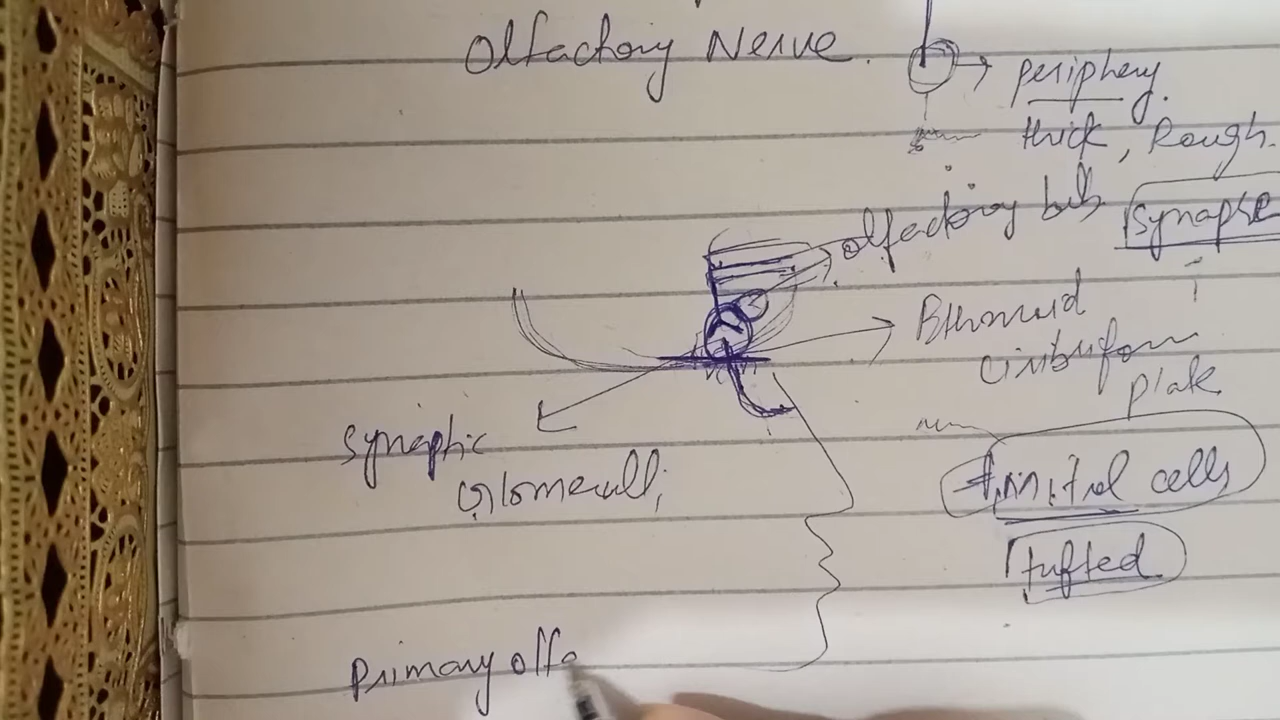 Olfactory Nerve.
periphery.
thick, Rough.
olfactory bulb
synapse
Ethmoid
cribriform
plate
synaptic
Glomeruli
mitral cells
tufted
Primary olfa